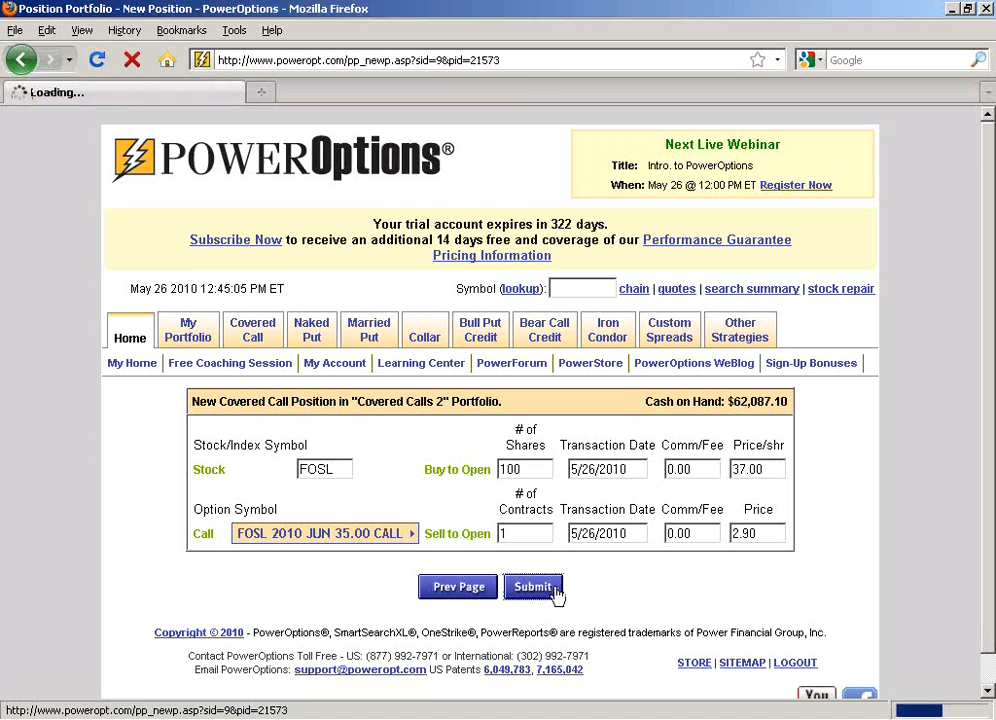 Position Portfolio - New Position - PowerOptions - Mozilla Firefox
File Edit View History Bookmarks Tools Help
http://www.poweropt.com/pp_newp.asp?sid=9&pid=21573
Google
Loading...
POWEROptions®
Next Live Webinar
Title: Intro. to PowerOptions
When: May 26 @ 12:00 PM ET Register Now
Your trial account expires in 322 days.
Subscribe Now to receive an additional 14 days free and coverage of our Performance Guarantee
Pricing Information
May 26 2010 12:45:05 PM ET
Symbol (lookup): chain | quotes | search summary | stock repair
Home
My Portfolio
Covered Call
Naked Put
Married Put
Collar
Bull Put Credit
Bear Call Credit
Iron Condor
Custom Spreads
Other Strategies
My Home | Free Coaching Session | My Account | Learning Center | PowerForum | PowerStore | PowerOptions WeBlog | Sign-Up Bonuses |
New Covered Call Position in "Covered Calls 2" Portfolio. Cash on Hand: $62,087.10
Stock/Index Symbol # of Shares Transaction Date Comm/Fee Price/shr
Stock FOSL Buy to Open 100 5/26/2010 0.00 37.00
Option Symbol # of Contracts Transaction Date Comm/Fee Price
Call FOSL 2010 JUN 35.00 CALL Sell to Open 1 5/26/2010 0.00 2.90
Prev Page Submit
Copyright © 2010 - PowerOptions®, SmartSearchXL®, OneStrike®, PowerReports® are registered trademarks of Power Financial Group, Inc.
Contact PowerOptions Toll Free - US: (877) 992-7971 or International: (302) 992-7971
Email PowerOptions: support@poweropt.com US Patents 6,049,783, 7,165,042
STORE | SITEMAP | LOGOUT
You
http://www.poweropt.com/pp_newp.asp?sid=9&pid=21573